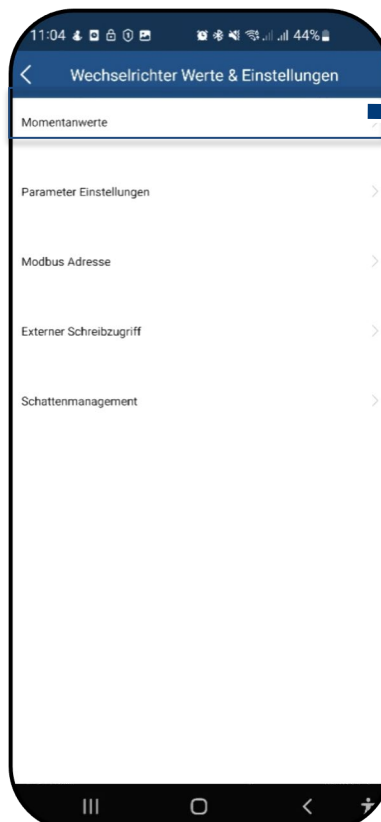 11:04 44%
Wechselrichter Werte & Einstellungen
Momentanwerte
Parameter Einstellungen
Modbus Adresse
Externer Schreibzugriff
Schattenmanagement